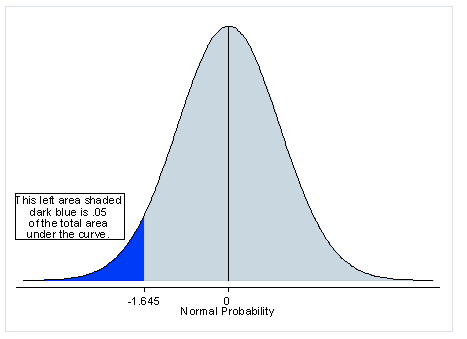 This left area shaded
dark blue is .05
of the total area
under the curve.
-1.645 0
Normal Probability